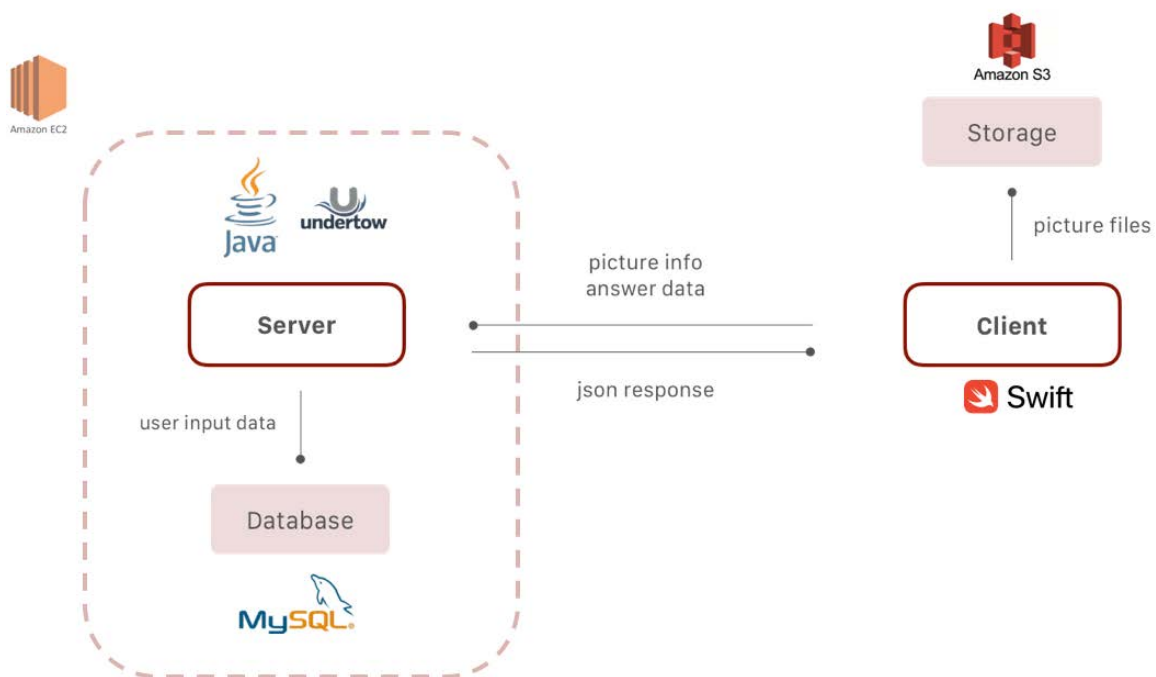 Amazon EC2
Amazon S3
Storage
Java
undertow
picture files
picture info
answer data
Server
Client
json response
Swift
user input data
Database
MySQL